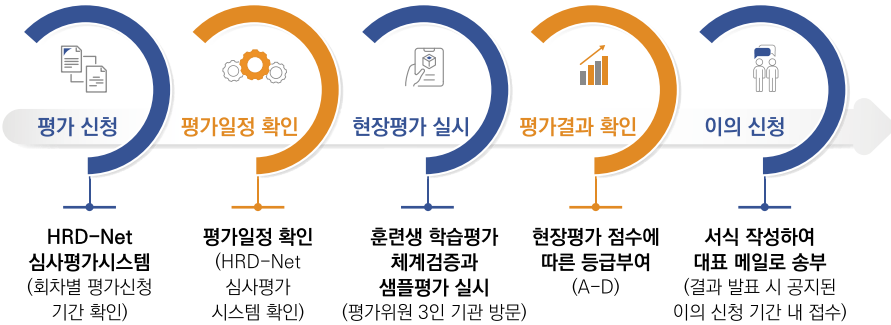 평가 신청
평가일정 확인
현장평가 실시
평가결과 확인
이의 신청
HRD-Net
심사평가시스템
(회차별 평가신청
기간 확인)
평가일정 확인
(HRD-Net
심사평가
시스템 확인)
훈련생 학습평가
체계검증과
샘플평가 실시
(평가위원 3인 기관 방문)
현장평가 점수에
따른 등급부여
(A-D)
서식 작성하여
대표 메일로 송부
(결과 발표 시 공지된
이의 신청 기간 내 접수)